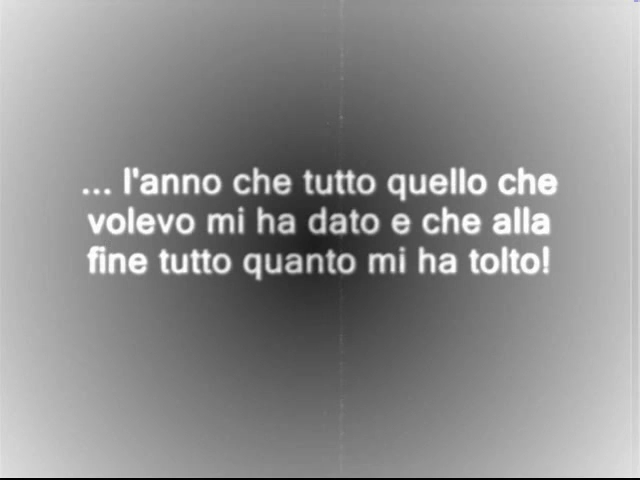 ... l'anno che tutto quello che
volevo mi ha dato e che alla
fine tutto quanto mi ha tolto!